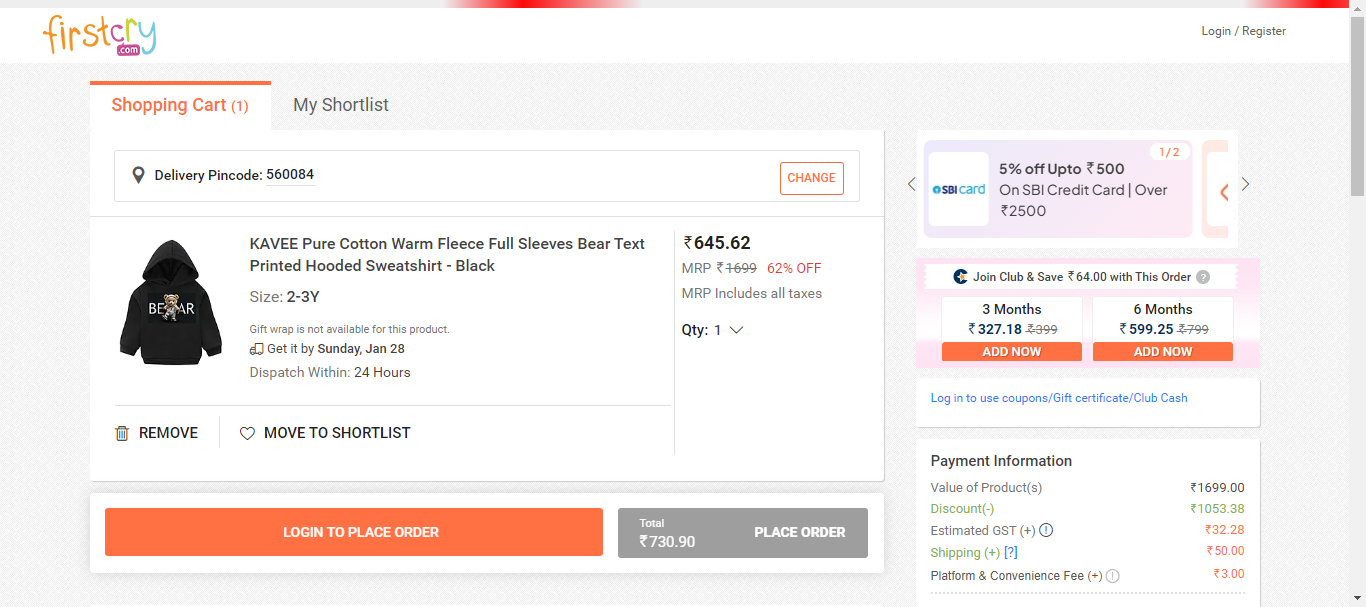 firstcry
.com
Login / Register
Shopping Cart (1)
My Shortlist
Delivery Pincode: 560084
CHANGE
KAVEE Pure Cotton Warm Fleece Full Sleeves Bear Text
Printed Hooded Sweatshirt - Black
Size: 2-3Y
Gift wrap is not available for this product.
Get it by Sunday, Jan 28
Dispatch Within: 24 Hours
BEAR
₹645.62
MRP ₹1699 62% OFF
MRP Includes all taxes
Qty: 1
REMOVE
MOVE TO SHORTLIST
LOGIN TO PLACE ORDER
Total
₹730.90
PLACE ORDER
1/2
SBI card
5% off Upto ₹500
On SBI Credit Card | Over
₹2500
Join Club & Save ₹64.00 with This Order ?
3 Months
₹327.18 ₹399
ADD NOW
6 Months
₹599.25 ₹799
ADD NOW
Log in to use coupons/Gift certificate/Club Cash
Payment Information
Value of Product(s) ₹1699.00
Discount(-) ₹1053.38
Estimated GST (+) ₹32.28
Shipping (+) [?] ₹50.00
Platform & Convenience Fee (+) ₹3.00